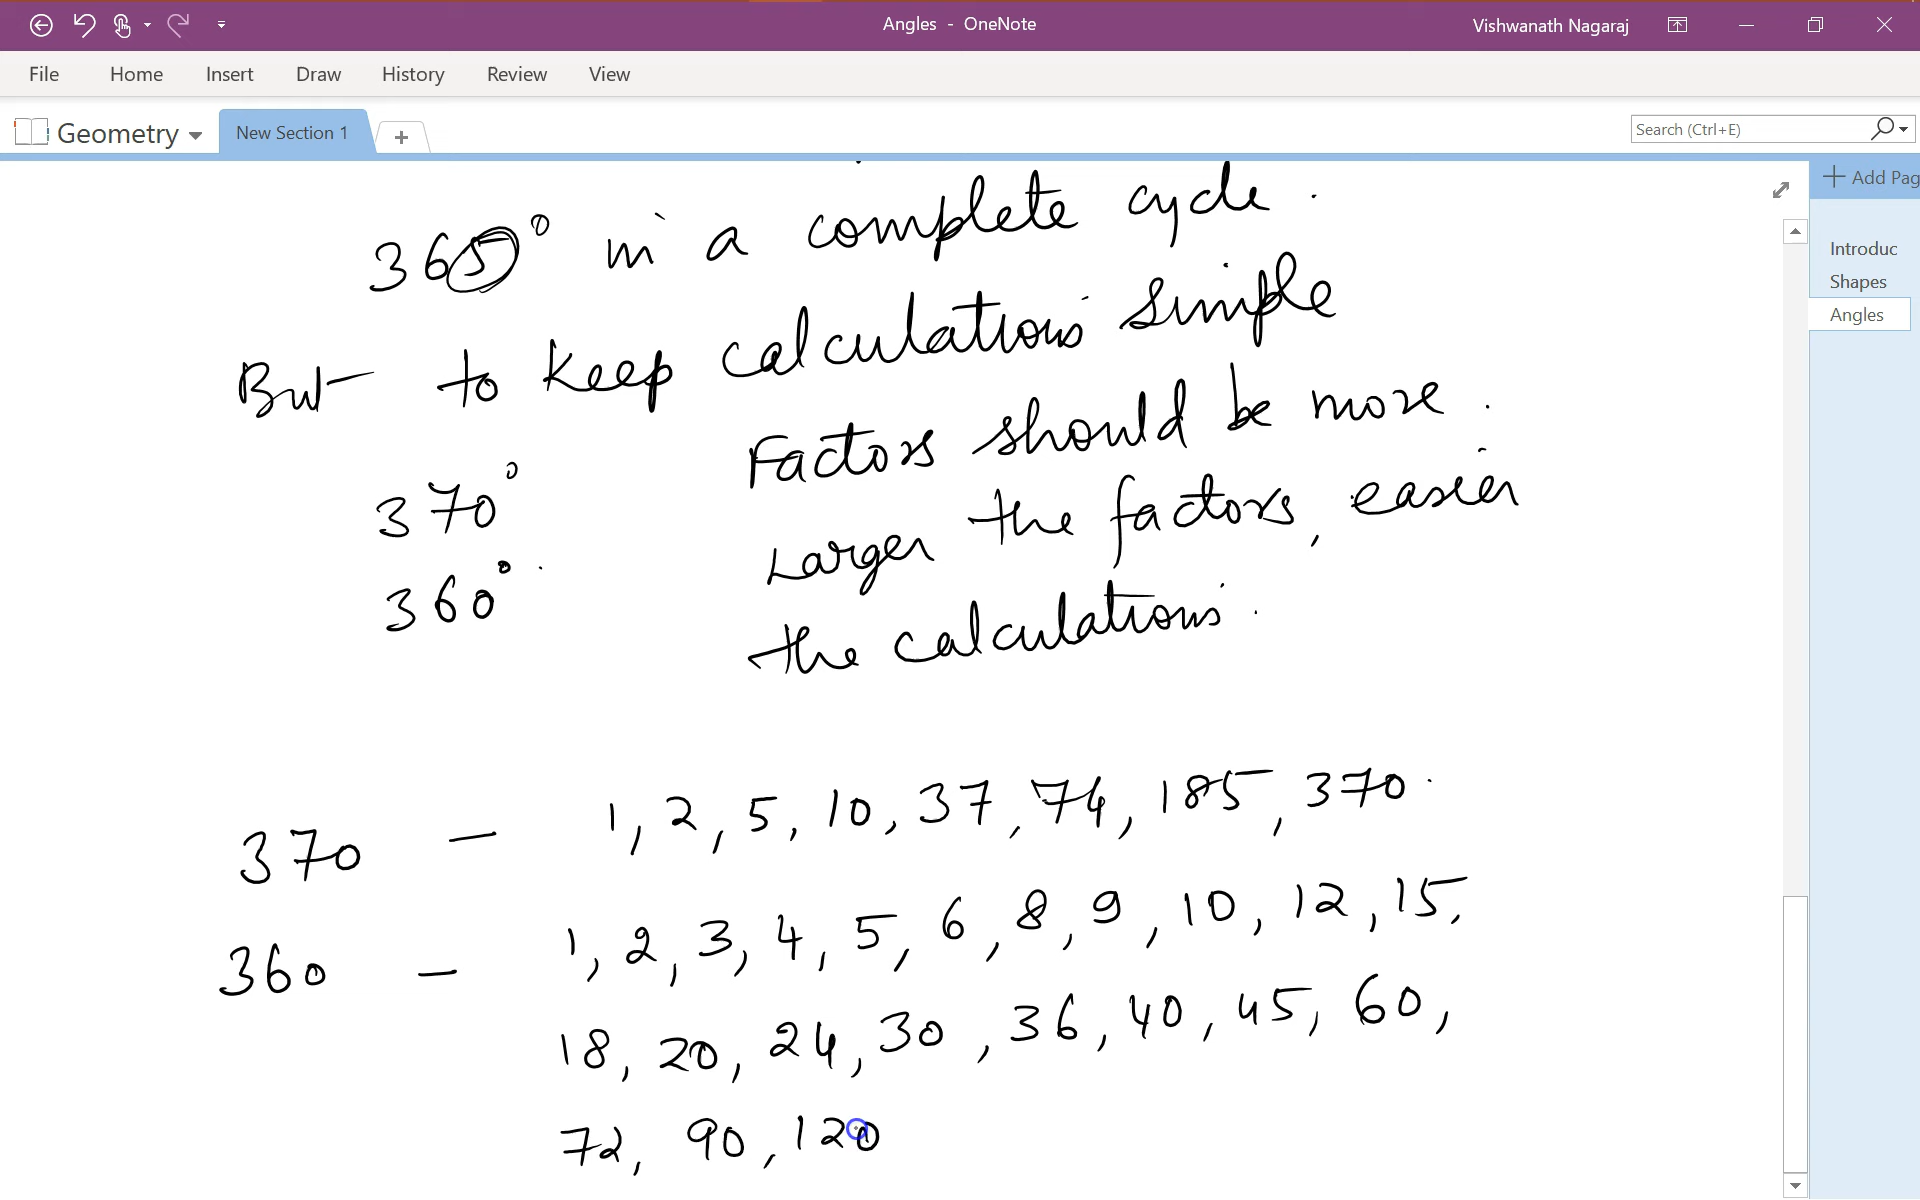 Angles - OneNote
Vishwanath Nagaraj
File Home Insert Draw History Review View
Geometry
New Section 1
+
Search (Ctrl+E)
Add Pag
Introduc
Shapes
Angles
365° in a complete cycle.
But to keep calculations simple
Factors should be more.
370°
Larger the factors, easier
360°.
the calculations.
370 - 1, 2, 5, 10, 37, 74, 185, 370.
360 - 1, 2, 3, 4, 5, 6, 8, 9, 10, 12, 15,
18, 20, 24, 30, 36, 40, 45, 60,
72, 90, 120